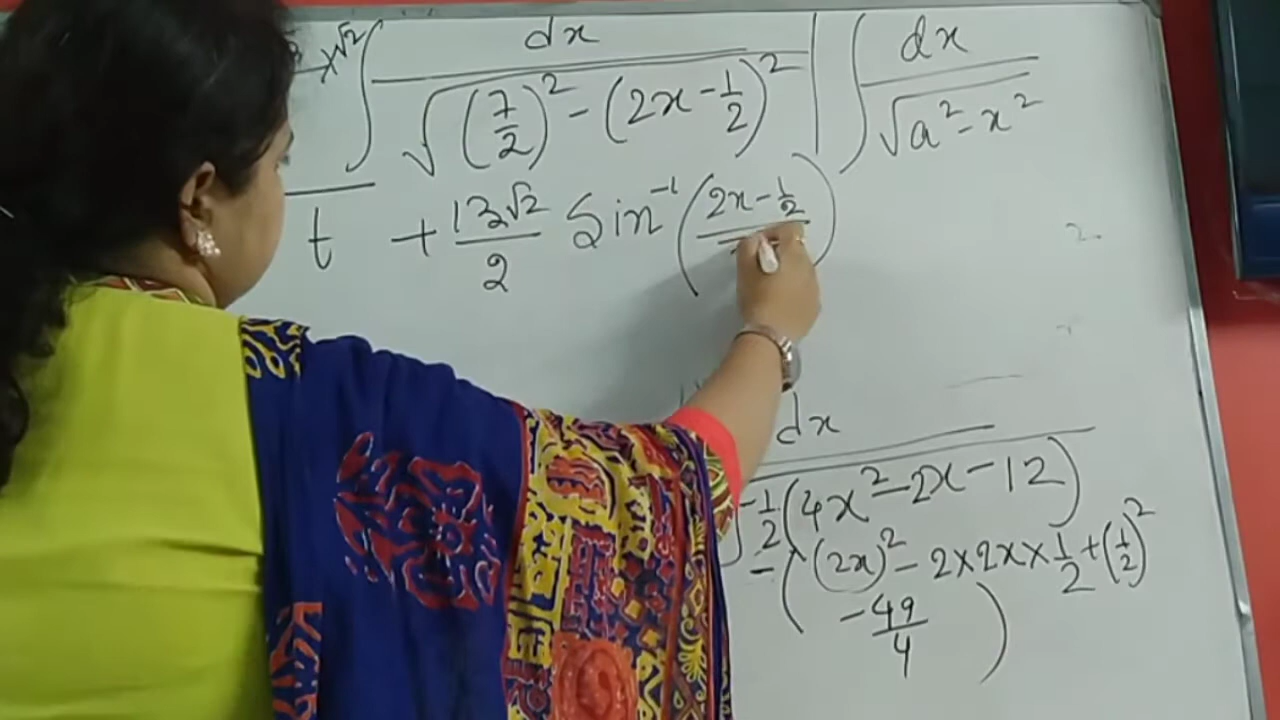 ×√2 ∫ dx / √((7/2)² - (2x - 1/2)²) | ∫ dx / √(a² - x²)
t + 13√2/2 Sin⁻¹((2x - 1/2)/
dx
-1/2(4x² - 2x - 12)
-((2x)² - 2×2x×1/2 + (1/2)²
-49/4)